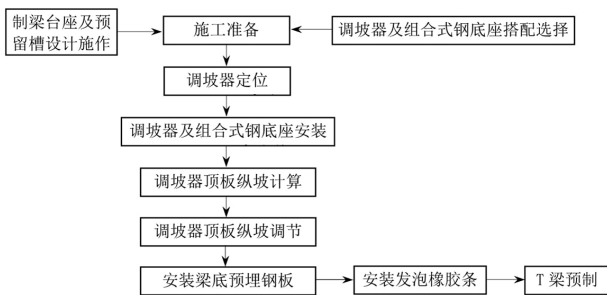 制梁台座及预
留槽设计施作
施工准备
调坡器及组合式钢底座搭配选择
调坡器定位
调坡器及组合式钢底座安装
调坡器顶板纵坡计算
调坡器顶板纵坡调节
安装梁底预埋钢板
安装发泡橡胶条
T 梁预制